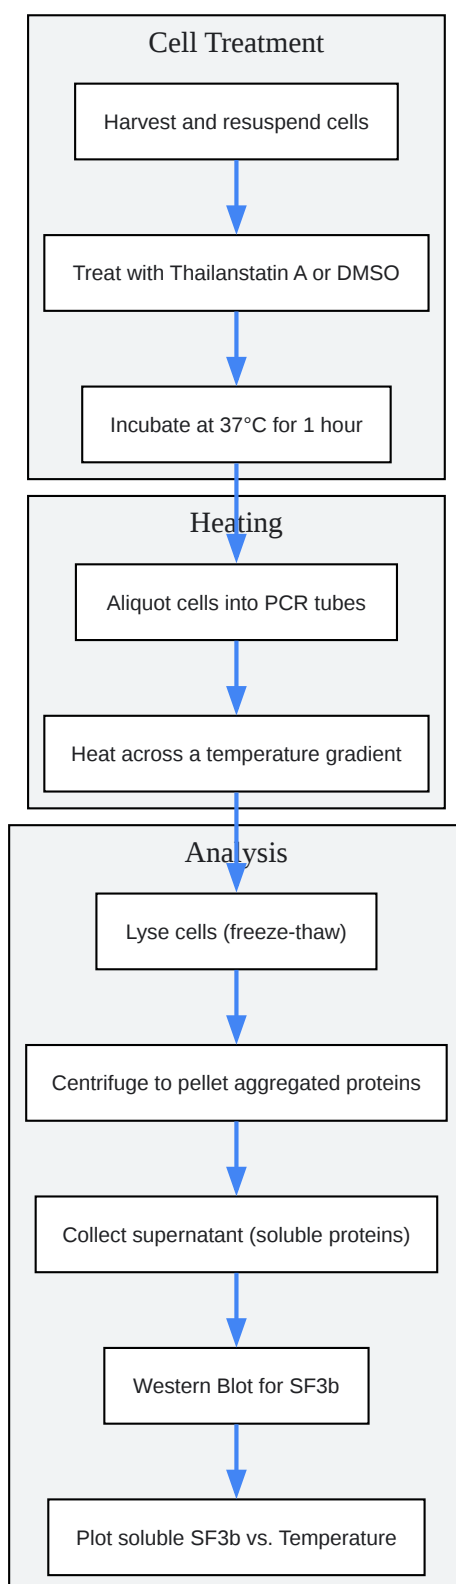 Cell Treatment
Harvest and resuspend cells
Treat with Thailanstatin A or DMSO
Incubate at 37°C for 1 hour
Heating
Aliquot cells into PCR tubes
Heat across a temperature gradient
Analysis
Lyse cells (freeze-thaw)
Centrifuge to pellet aggregated proteins
Collect supernatant (soluble proteins)
Western Blot for SF3b
Plot soluble SF3b vs. Temperature